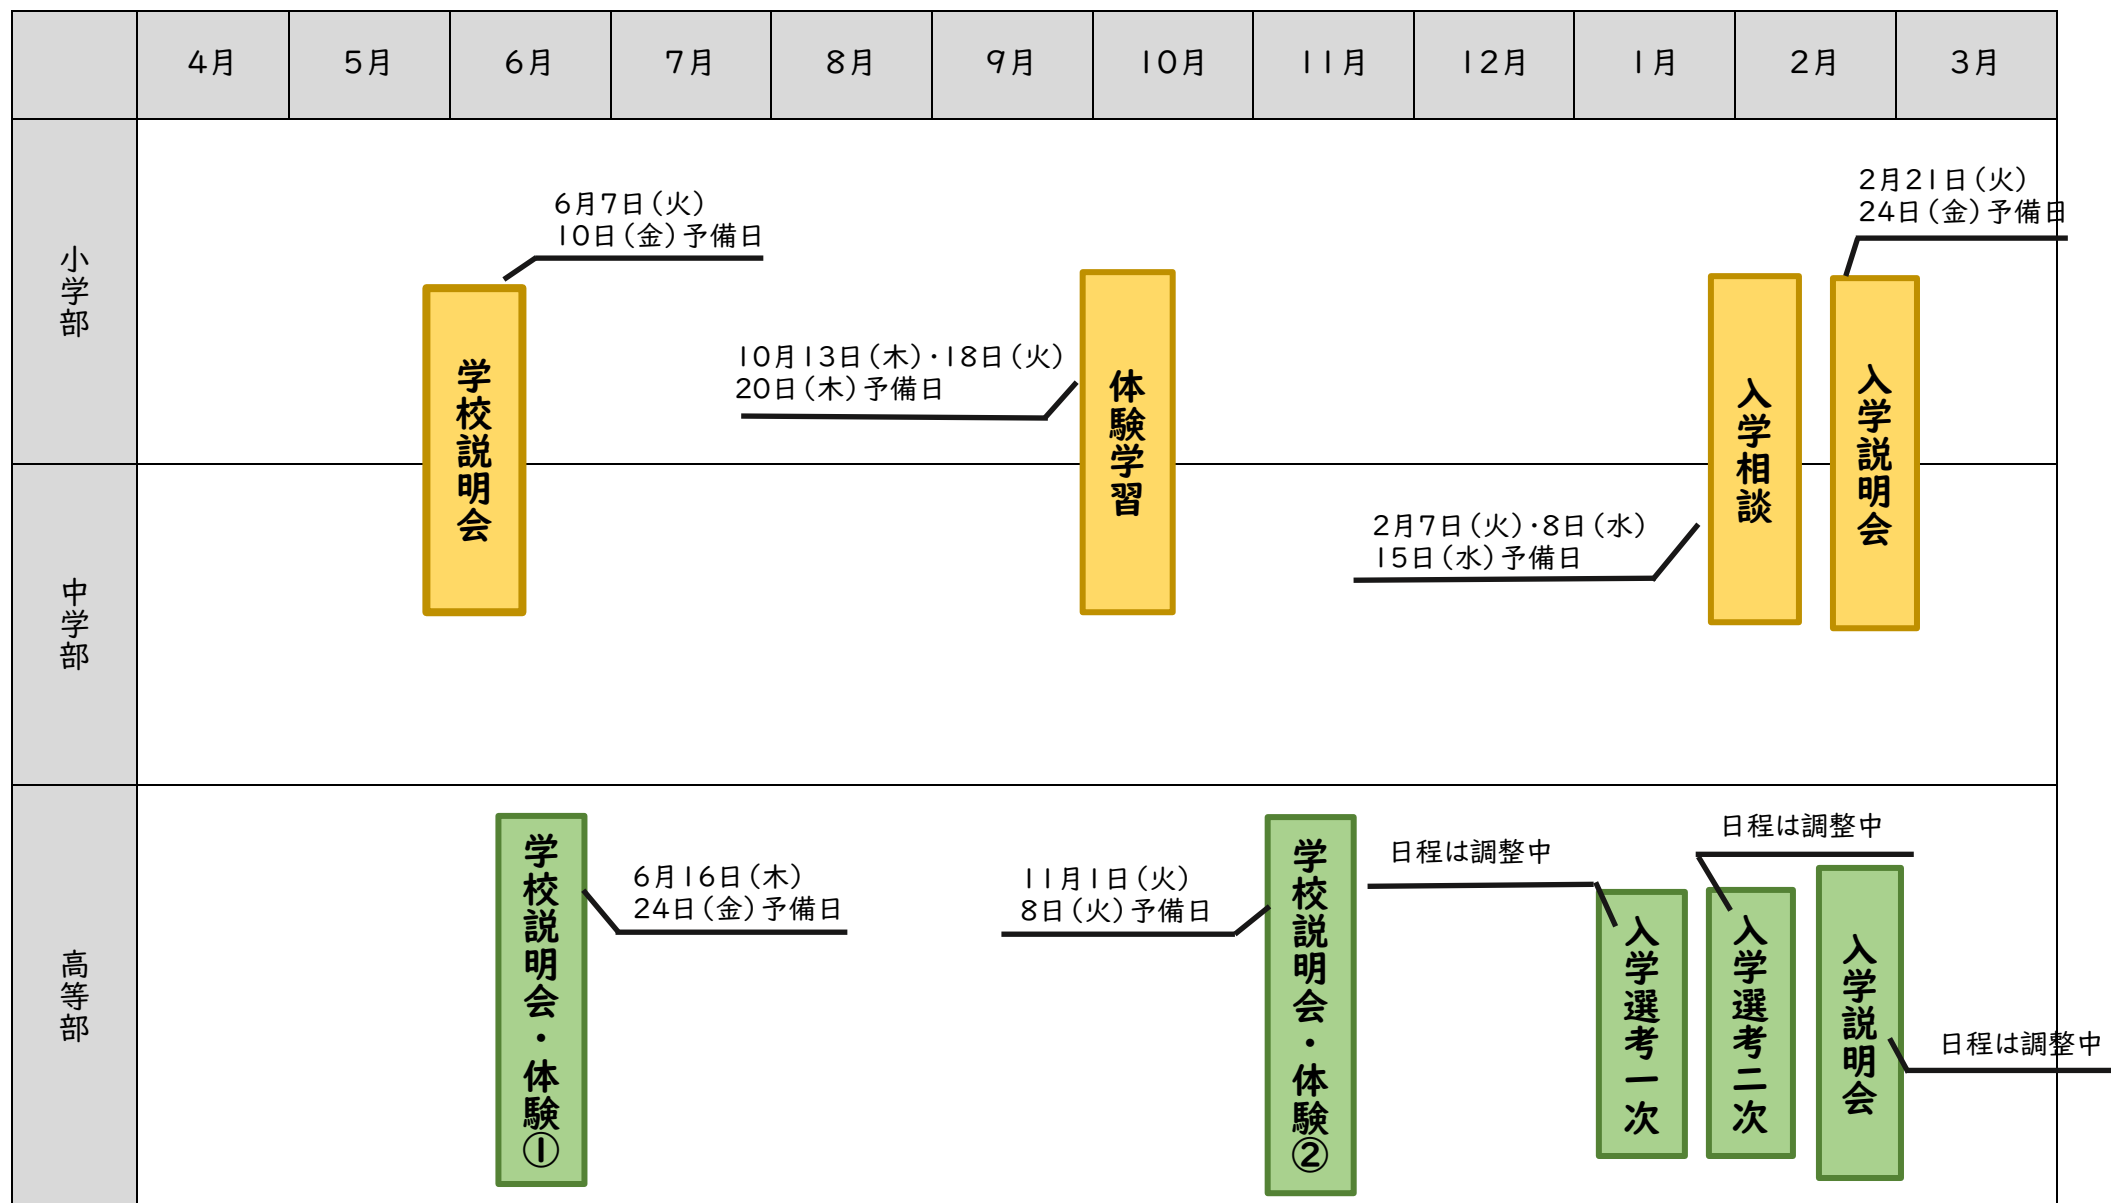 4月 5月 6月 7月 8月 9月 10月 11月 12月 1月 2月 3月
小学部
6月7日(火)
10日(金)予備日
学校説明会
10月13日(木)・18日(火)
20日(木)予備日
体験学習
入学相談
2月21日(火)
24日(金)予備日
入学説明会
中学部
2月7日(火)・8日(水)
15日(水)予備日
高等部
学校説明会・体験①
6月16日(木)
24日(金)予備日
11月1日(火)
8日(火)予備日
学校説明会・体験②
日程は調整中
入学選考一次
日程は調整中
入学選考二次
入学説明会
日程は調整中